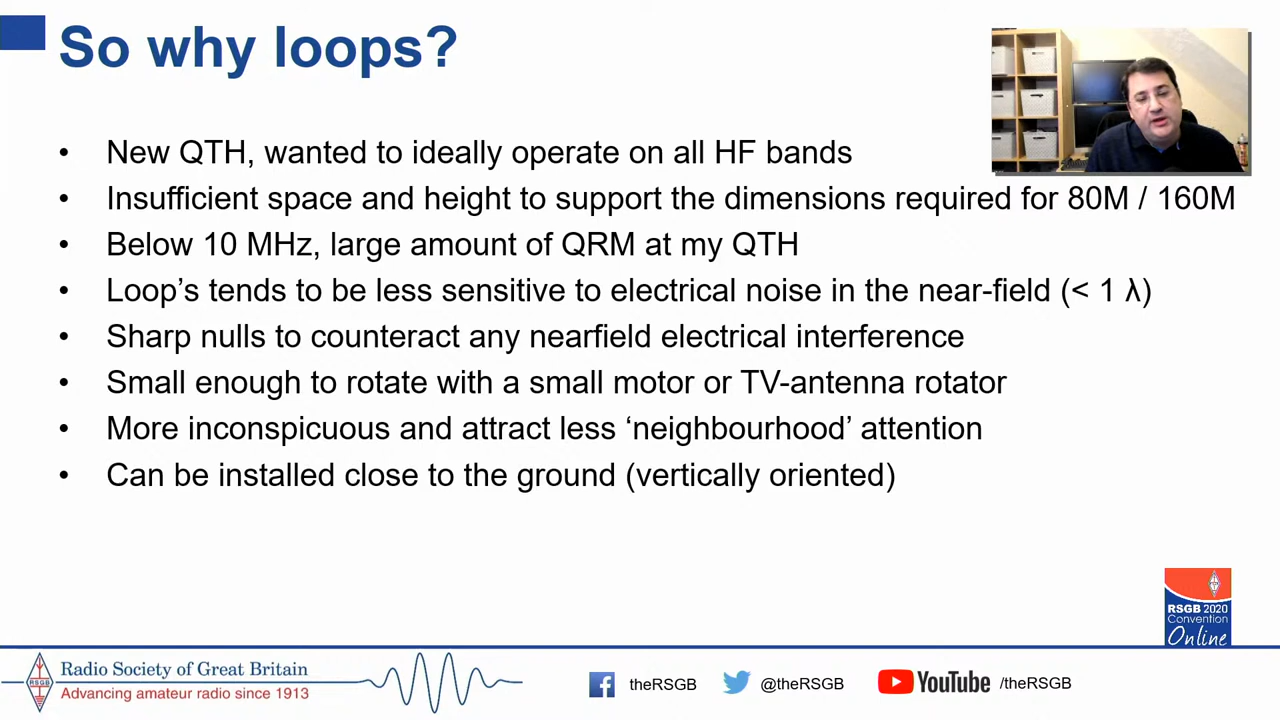 So why loops?
• New QTH, wanted to ideally operate on all HF bands
• Insufficient space and height to support the dimensions required for 80M / 160M
• Below 10 MHz, large amount of QRM at my QTH
• Loop’s tends to be less sensitive to electrical noise in the near-field (< 1 λ)
• Sharp nulls to counteract any nearfield electrical interference
• Small enough to rotate with a small motor or TV-antenna rotator
• More inconspicuous and attract less ‘neighbourhood’ attention
• Can be installed close to the ground (vertically oriented)
RSGB 2020
Convention
Online
RSGB
Radio Society of Great Britain
Advancing amateur radio since 1913
theRSGB
@theRSGB
YouTube /theRSGB